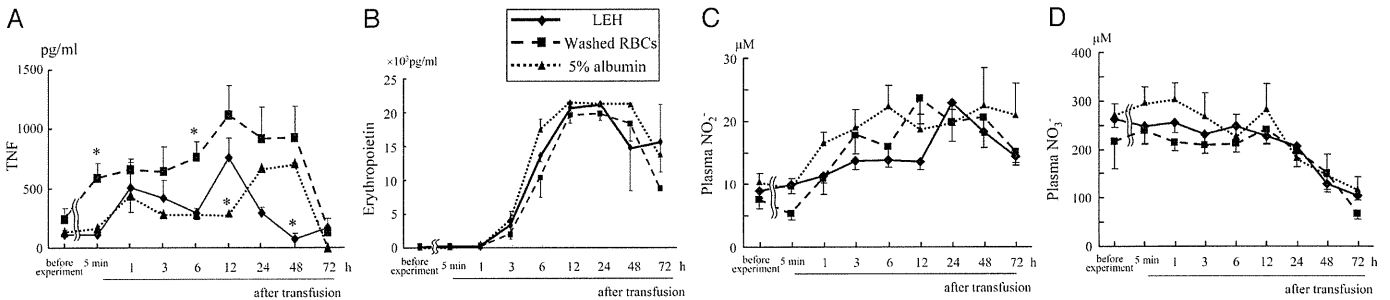 A
pg/ml
TNF
1500
1000
500
0
*
*
*
*
before experiment 5 min 1 3 6 12 24 48 72 h
after transfusion
B
×10³pg/ml
Erythropoietin
25
20
15
10
5
0
LEH
Washed RBCs
5% albumin
before experiment 5 min 1 3 6 12 24 48 72 h
after transfusion
C
μM
Plasma NO₂⁻
30
20
10
0
before experiment 5 min 1 3 6 12 24 48 72 h
after transfusion
D
μM
Plasma NO₃⁻
400
300
200
100
0
before experiment 5 min 1 3 6 12 24 48 72 h
after transfusion